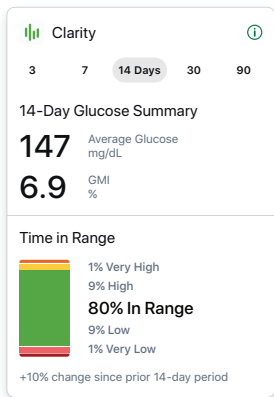 Clarity
3 7 14 Days 30 90
14-Day Glucose Summary
147 Average Glucose
mg/dL
6.9 GMI
%
Time in Range
1% Very High
9% High
80% In Range
9% Low
1% Very Low
+10% change since prior 14-day period